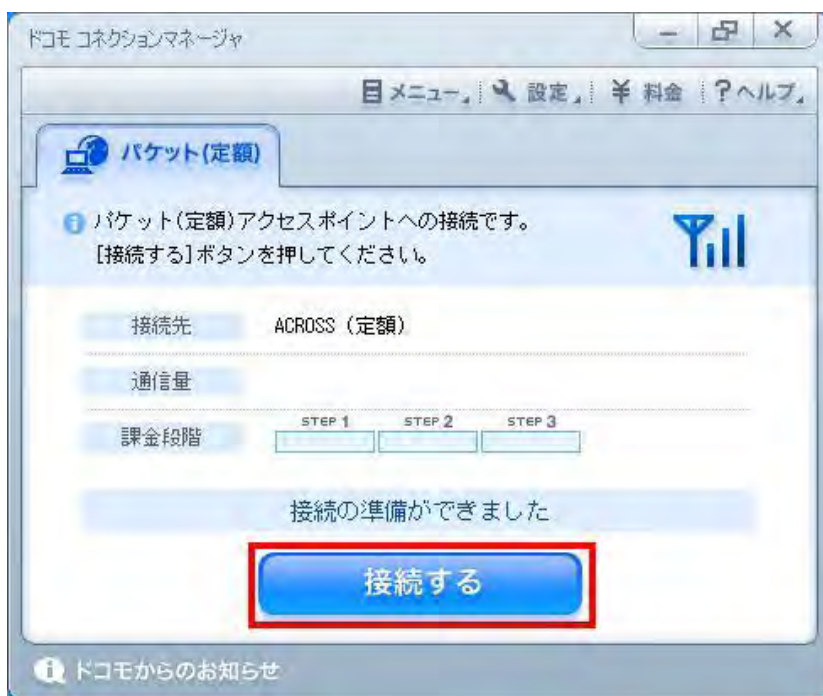 ドコモ コネクションマネージャ
メニュー 設定 ¥ 料金 ?ヘルプ
パケット(定額)
パケット(定額)アクセスポイントへの接続です。
[接続する]ボタンを押してください。
接続先 ACROSS (定額)
通信量
課金段階 STEP 1 STEP 2 STEP 3
接続の準備ができました
接続する
ドコモからのお知らせ